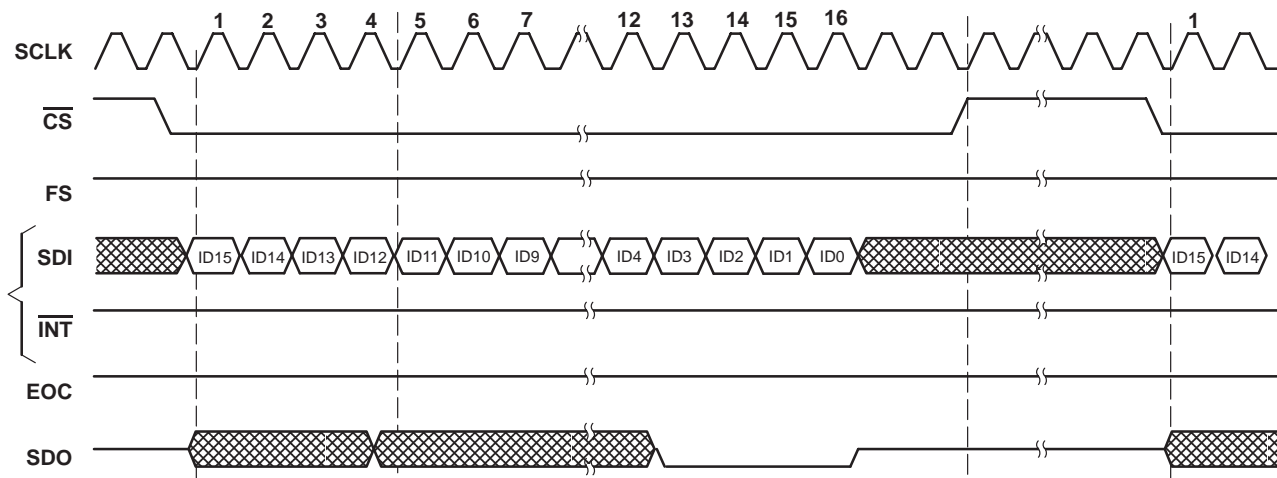 1 2 3 4 5 6 7 12 13 14 15 16 1
SCLK
CS
FS
SDI ID15 ID14 ID13 ID12 ID11 ID10 ID9 ID4 ID3 ID2 ID1 ID0 ID15 ID14
INT
EOC
SDO